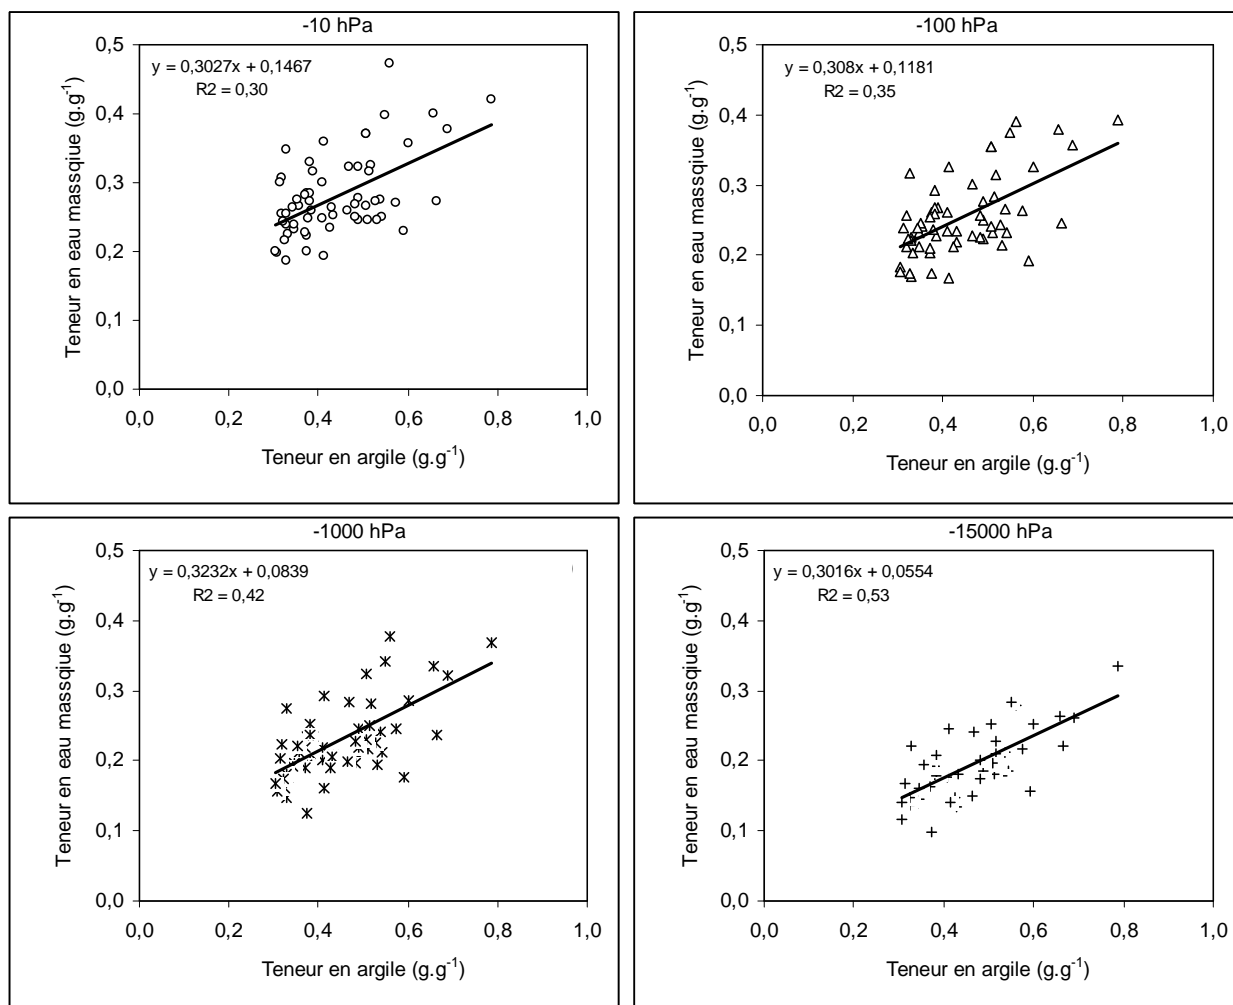 -10 hPa
0,5
0,4
0,3
0,2
0,1
0,0
y = 0,3027x + 0,1467
R2 = 0,30
Teneur en eau massqiue (g.g-1)
0,0 0,2 0,4 0,6 0,8 1,0
Teneur en argile (g.g-1)
-100 hPa
0,5
0,4
0,3
0,2
0,1
0,0
y = 0,308x + 0,1181
R2 = 0,35
Teneur en eau massqiue (g.g-1)
0,0 0,2 0,4 0,6 0,8 1,0
Teneur en argile (g.g-1)
-1000 hPa
0,5
0,4
0,3
0,2
0,1
0,0
y = 0,3232x + 0,0839
R2 = 0,42
Teneur en eau massqiue (g.g-1)
0,0 0,2 0,4 0,6 0,8 1,0
Teneur en argile (g.g-1)
-15000 hPa
0,5
0,4
0,3
0,2
0,1
0,0
y = 0,3016x + 0,0554
R2 = 0,53
Teneur en eau massqiue (g.g-1)
0,0 0,2 0,4 0,6 0,8 1,0
Teneur en argile (g.g-1)